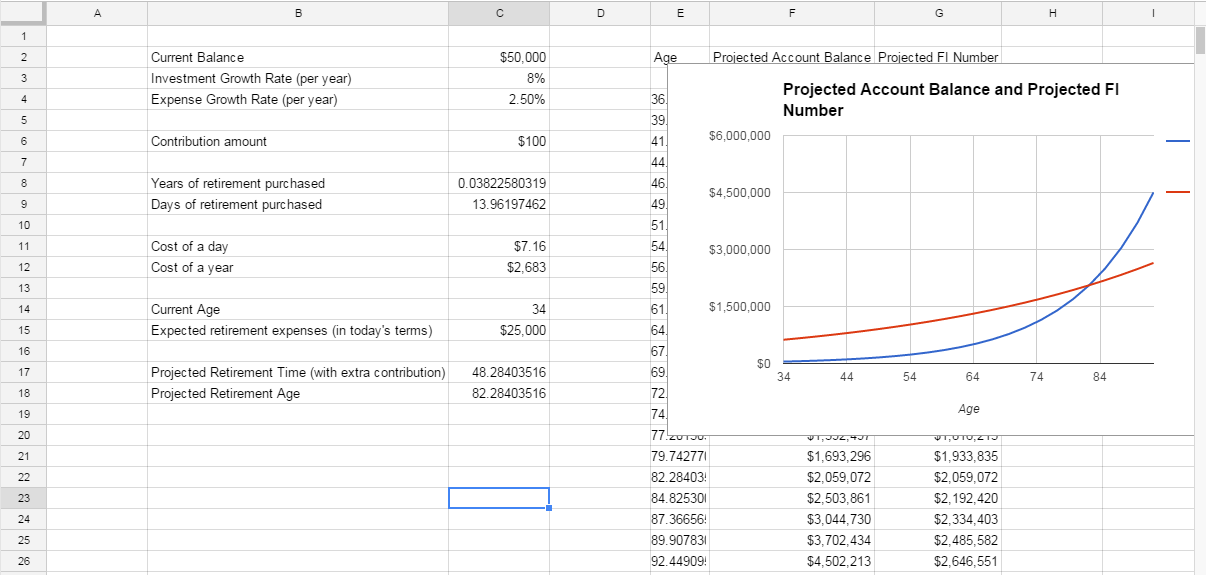 A B C D E F G H I
1
2 Current Balance $50,000 Age Projected Account Balance Projected FI Number
3 Investment Growth Rate (per year) 8%
4 Expense Growth Rate (per year) 2.50% 36.
5 39.
6 Contribution amount $100 41.
7 44.
8 Years of retirement purchased 0.03822580319 46.
9 Days of retirement purchased 13.96197462 49.
10 51.
11 Cost of a day $7.16 54.
12 Cost of a year $2,683 56.
13 59.
14 Current Age 34 61.
15 Expected retirement expenses (in today's terms) $25,000 64.
16 67.
17 Projected Retirement Time (with extra contribution) 48.28403516 69.
18 Projected Retirement Age 82.28403516 72.
19 74.
20
21 79.74277 $1,693,296 $1,933,835
22 82.28403 $2,059,072 $2,059,072
23 84.82530 $2,503,861 $2,192,420
24 87.36656 $3,044,730 $2,334,403
25 89.90783 $3,702,434 $2,485,582
26 92.44909 $4,502,213 $2,646,551
Projected Account Balance and Projected FI
Number
$6,000,000
$4,500,000
$3,000,000
$1,500,000
$0
34 44 54 64 74 84
Age